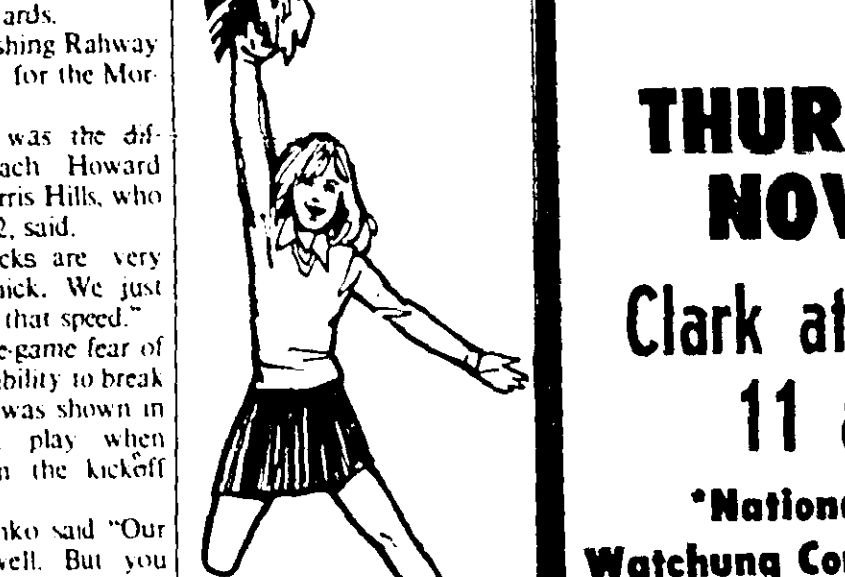 ards.
shing Rahway
for the Mor-
was the dif-
ach Howard
rris Hills, who
2, said.
cks are very
nick. We just
that speed."
e-game fear of
bility to break
was shown in
play when
n the kickoff
nko said "Our
well. But you
THUR
NOV
Clark at
11 a
*Nationa
Watchung Con